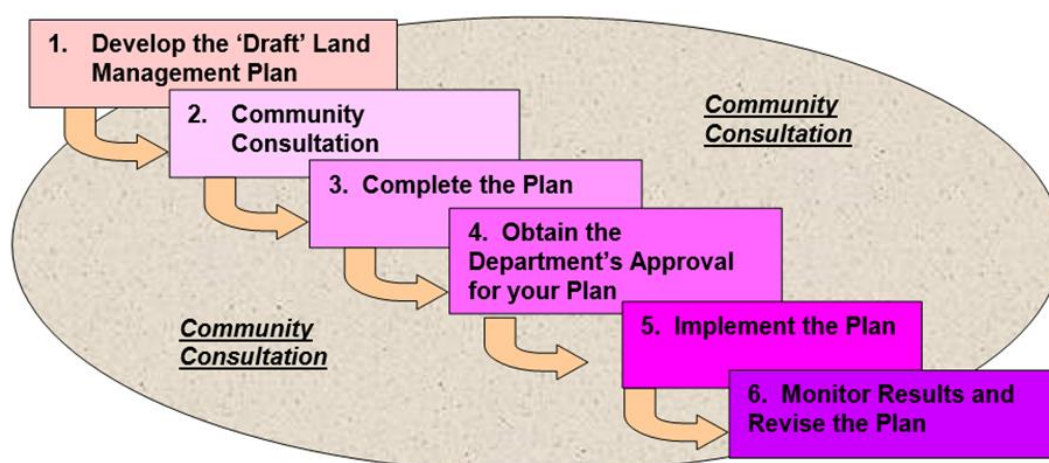 1. Develop the ‘Draft’ Land
Management Plan
2. Community
Consultation
3. Complete the Plan
4. Obtain the
Department’s Approval
for your Plan
5. Implement the Plan
6. Monitor Results and
Revise the Plan
Community
Consultation
Community
Consultation